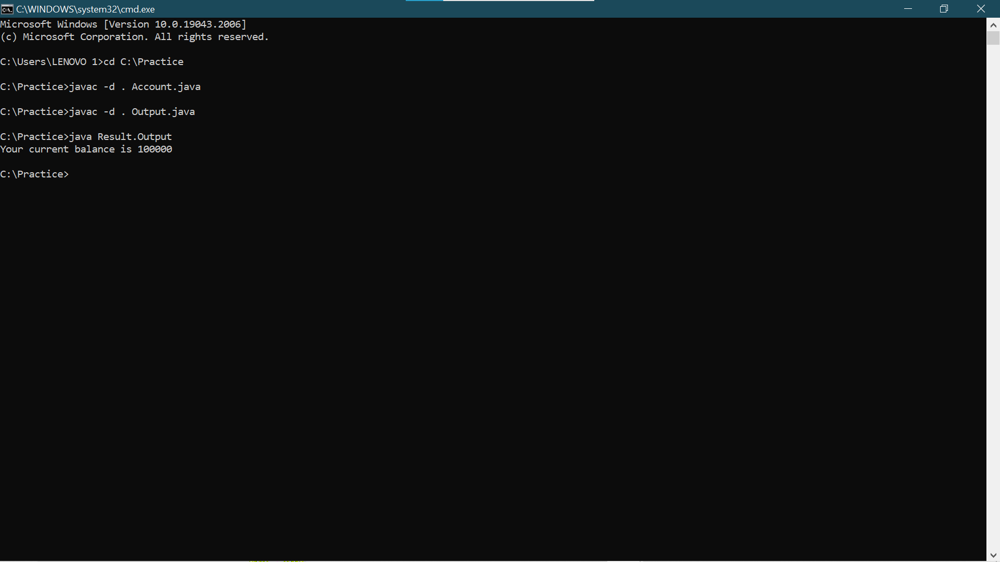 C:\WINDOWS\system32\cmd.exe
Microsoft Windows [Version 10.0.19043.2006]
(c) Microsoft Corporation. All rights reserved.
C:\Users\LENOVO 1>cd C:\Practice
C:\Practice>javac -d . Account.java
C:\Practice>javac -d . Output.java
C:\Practice>java Result.Output
Your current balance is 100000
C:\Practice>